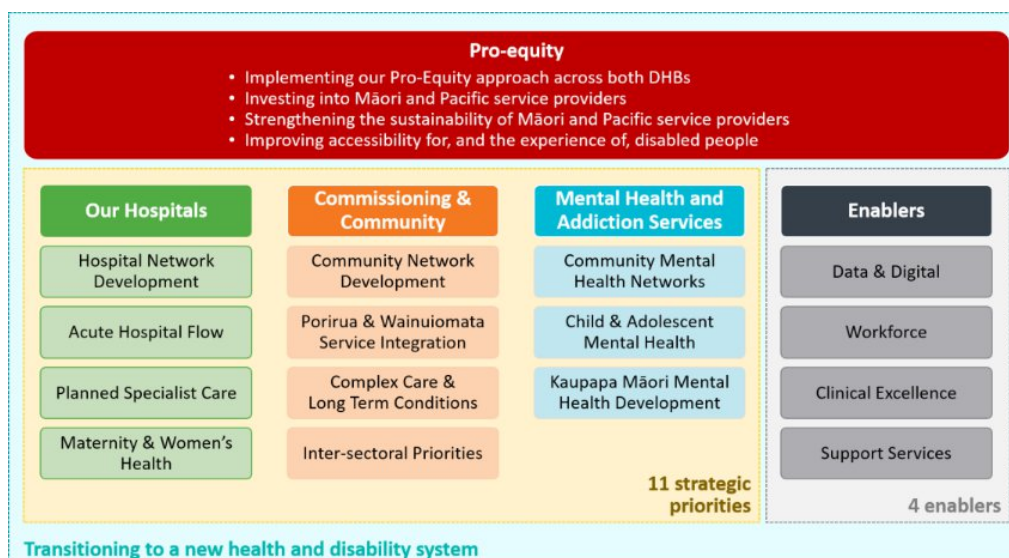 Pro-equity
• Implementing our Pro-Equity approach across both DHBs
• Investing into Māori and Pacific service providers
• Strengthening the sustainability of Māori and Pacific service providers
• Improving accessibility for, and the experience of, disabled people
Our Hospitals
Hospital Network
Development
Acute Hospital Flow
Planned Specialist Care
Maternity & Women's
Health
Commissioning &
Community
Community Network
Development
Porirua & Wainuiomata
Service Integration
Complex Care &
Long Term Conditions
Inter-sectoral Priorities
Mental Health and
Addiction Services
Community Mental
Health Networks
Child & Adolescent
Mental Health
Kaupapa Māori Mental
Health Development
11 strategic
priorities
Enablers
Data & Digital
Workforce
Clinical Excellence
Support Services
4 enablers
Transitioning to a new health and disability system